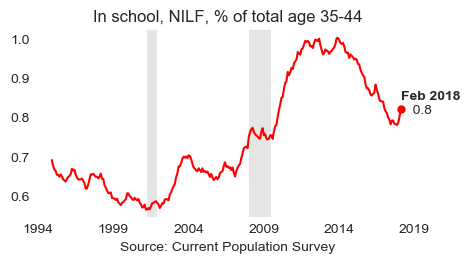 In school, NILF, % of total age 35-44
1.0
0.9
0.8
0.7
0.6
Feb 2018
0.8
1994 1999 2004 2009 2014 2019
Source: Current Population Survey